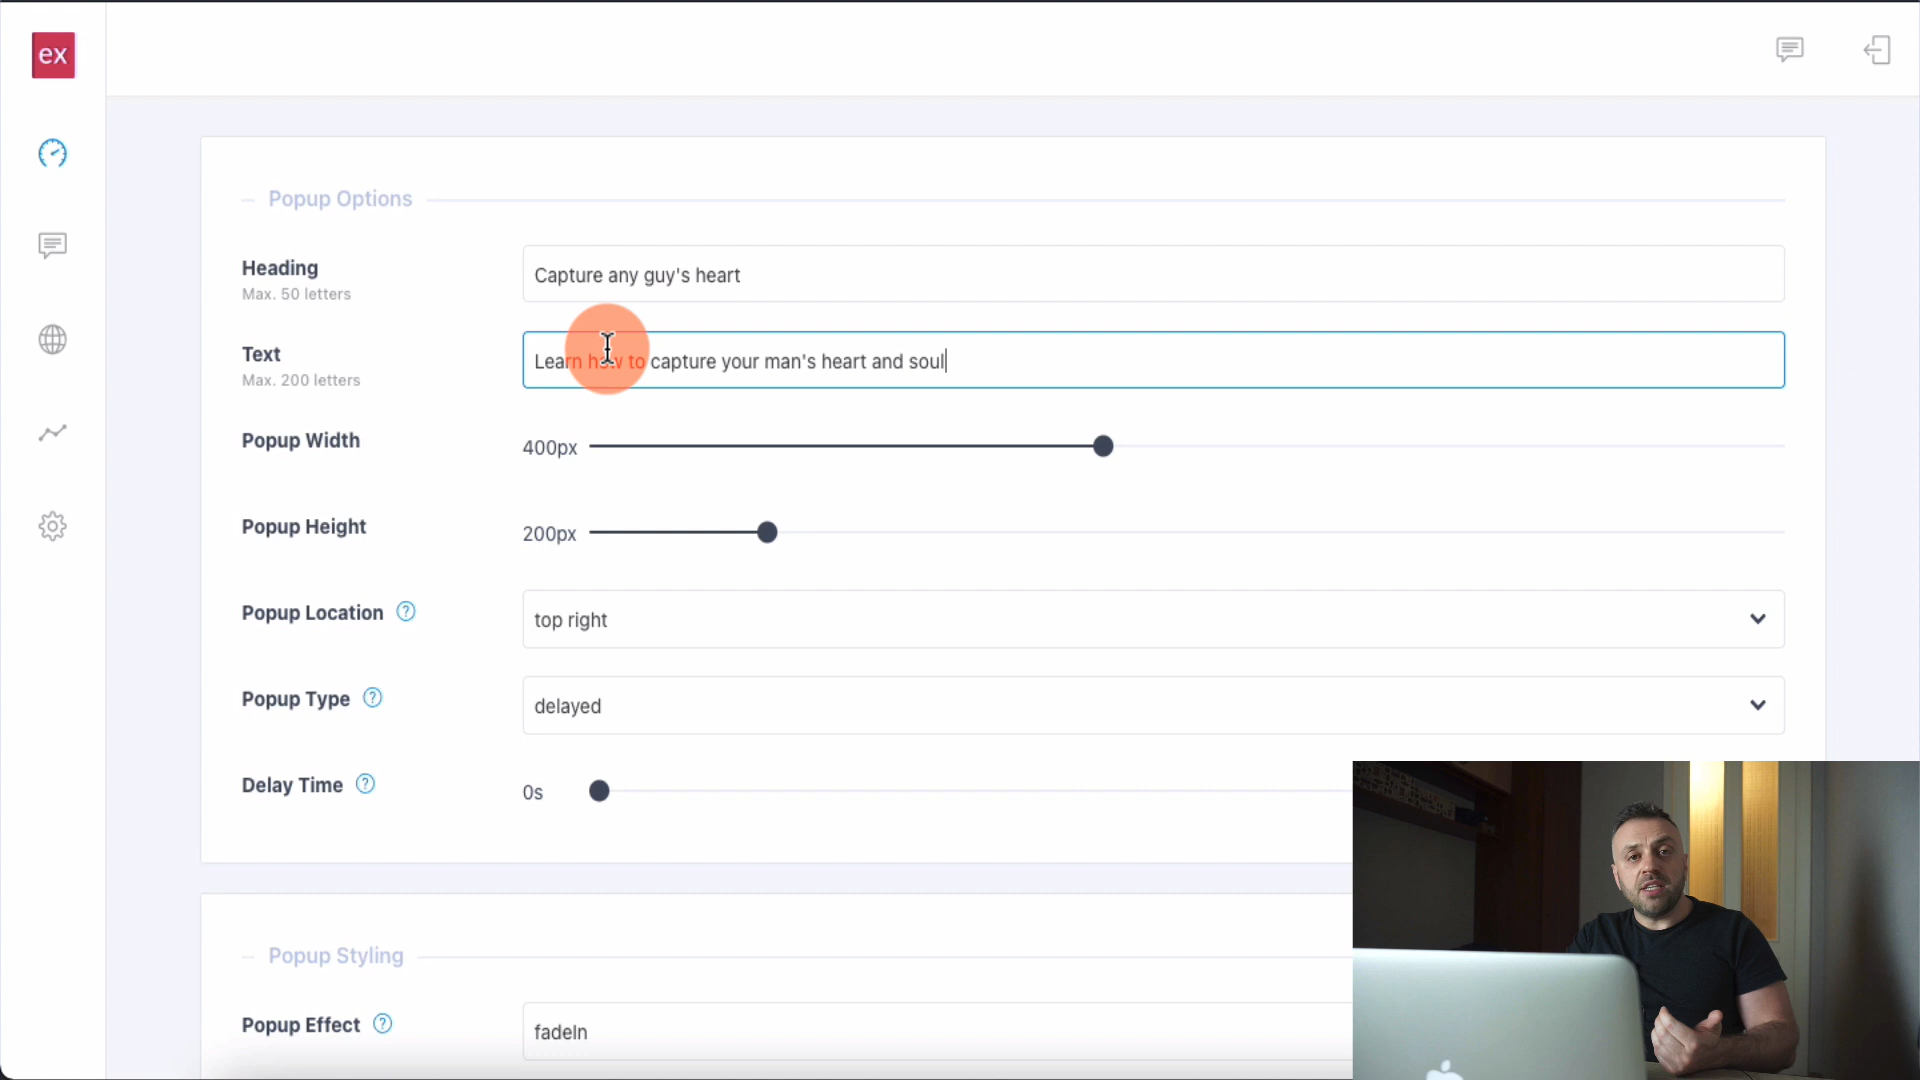 ex
Popup Options
Heading
Max. 50 letters
Capture any guy's heart
Text
Max. 200 letters
Learn how to capture your man's heart and soul
Popup Width
400px
Popup Height
200px
Popup Location ?
top right
Popup Type ?
delayed
Delay Time ?
0s
Popup Styling
Popup Effect ?
fadeIn